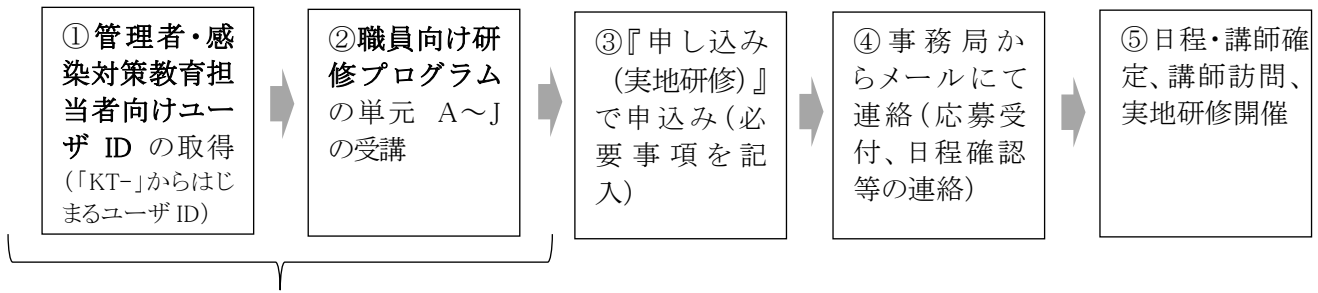 ①管理者・感
染対策教育担
当者向けユー
ザ ID の取得
(「KT-」からはじ
まるユーザ ID)
②職員向け研
修プログラム
の単元 A～J
の受講
③『申し込み
(実地研修)』
で申込み(必
要事項を記
入)
④事務局か
らメールにて
連絡(応募受
付、日程確認
等の連絡)
⑤日程・講師確
定、講師訪問、
実地研修開催